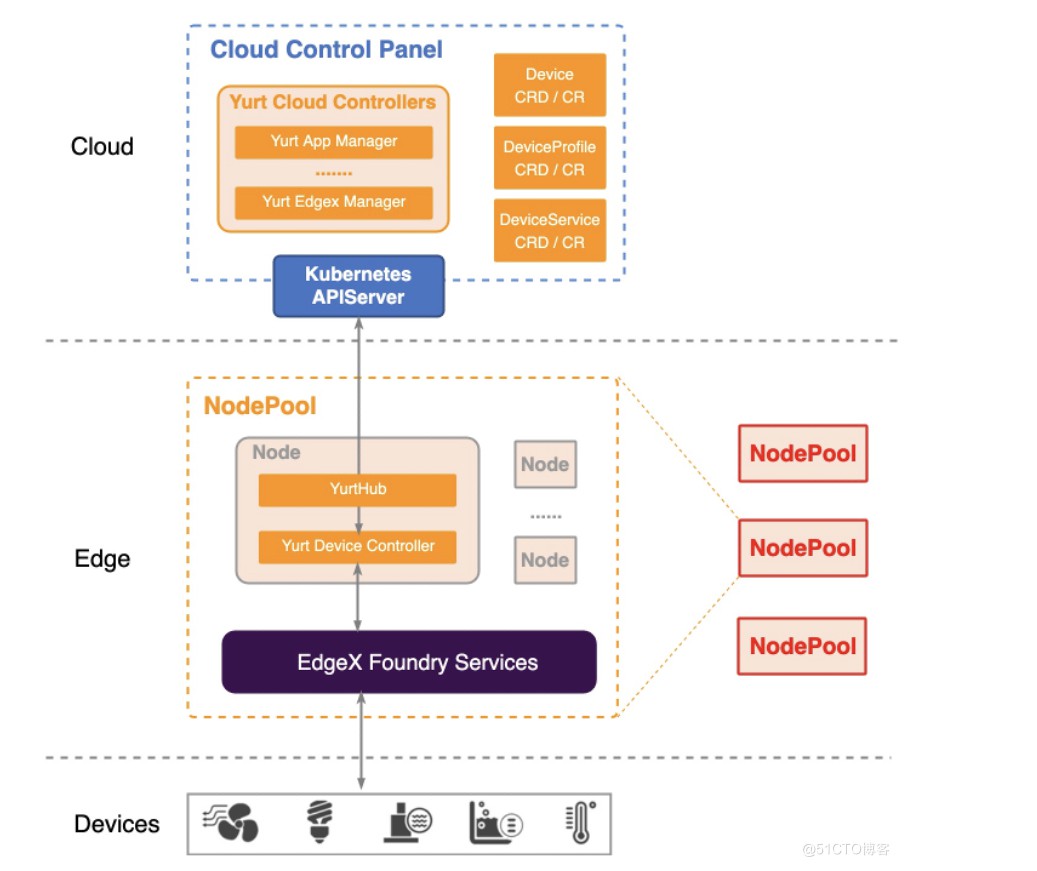 Cloud Control Panel
Yurt Cloud Controllers
Yurt App Manager
.......
Yurt Edgex Manager
Device
CRD / CR
DeviceProfile
CRD / CR
DeviceService
CRD / CR
Cloud
Kubernetes
APIServer
NodePool
Node
YurtHub
Yurt Device Controller
Node
......
Node
EdgeX Foundry Services
Edge
NodePool
NodePool
NodePool
Devices
@51CTO博客